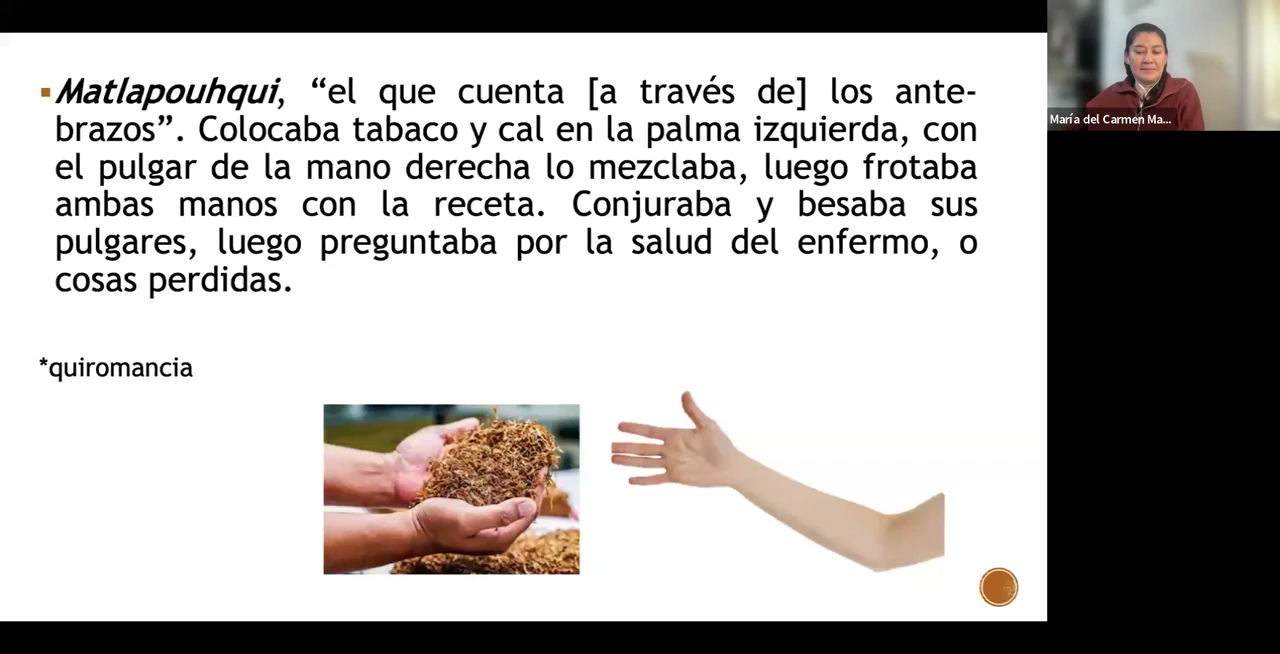 Matlapouhqui, “el que cuenta [a través de] los ante-
brazos”. Colocaba tabaco y cal en la palma izquierda, con
el pulgar de la mano derecha lo mezclaba, luego frotaba
ambas manos con la receta. Conjuraba y besaba sus
pulgares, luego preguntaba por la salud del enfermo, o
cosas perdidas.
*quiromancia
María del Carmen Ma...